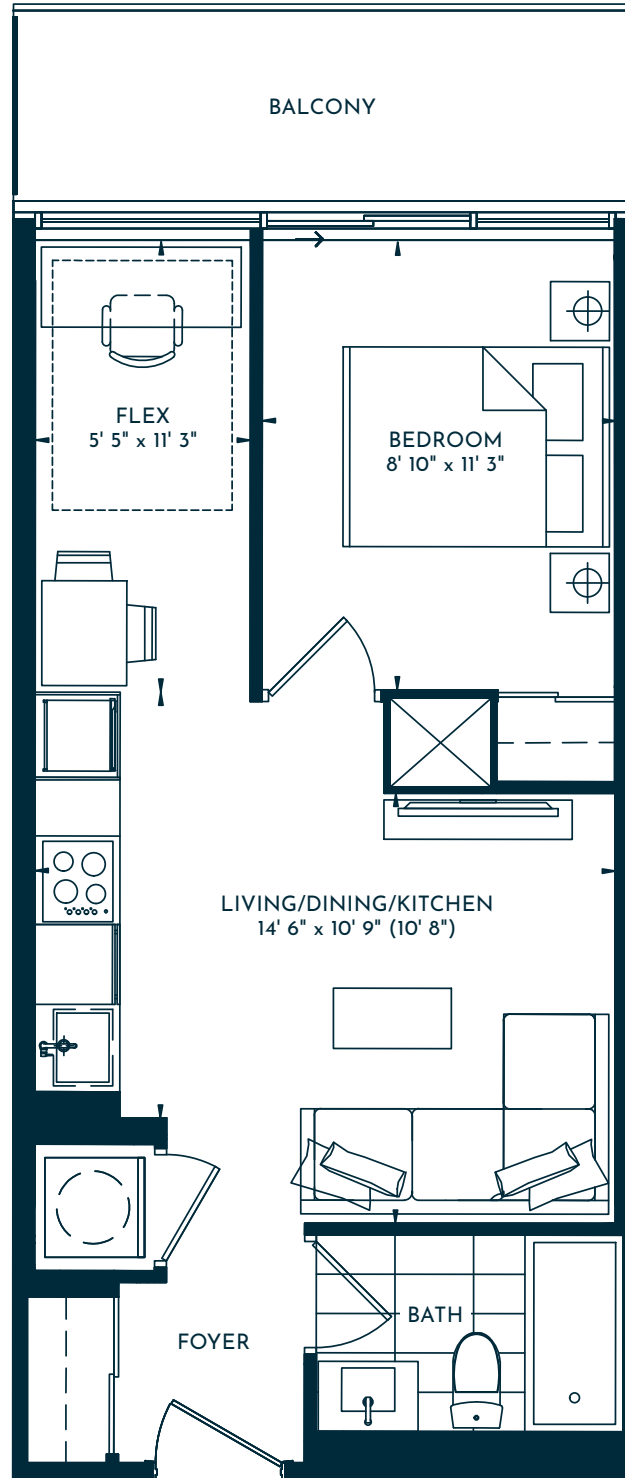 BALCONY
FLEX
5' 5" x 11' 3"
BEDROOM
8' 10" x 11' 3"
LIVING/DINING/KITCHEN
14' 6" x 10' 9" (10' 8")
BATH
FOYER